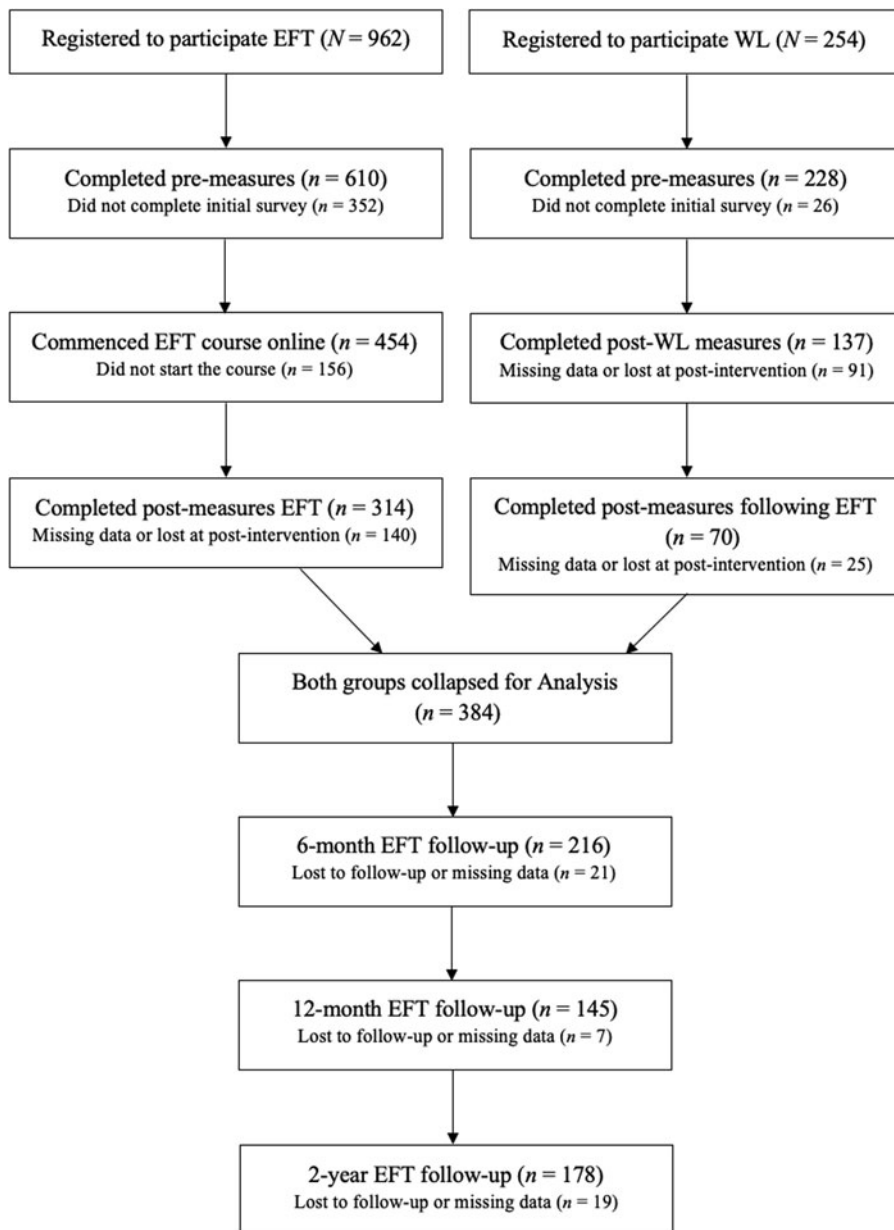 Registered to participate EFT (N = 962)
Registered to participate WL (N = 254)
Completed pre-measures (n = 610)
Did not complete initial survey (n = 352)
Completed pre-measures (n = 228)
Did not complete initial survey (n = 26)
Commenced EFT course online (n = 454)
Did not start the course (n = 156)
Completed post-WL measures (n = 137)
Missing data or lost at post-intervention (n = 91)
Completed post-measures EFT (n = 314)
Missing data or lost at post-intervention (n = 140)
Completed post-measures following EFT
(n = 70)
Missing data or lost at post-intervention (n = 25)
Both groups collapsed for Analysis
(n = 384)
6-month EFT follow-up (n = 216)
Lost to follow-up or missing data (n = 21)
12-month EFT follow-up (n = 145)
Lost to follow-up or missing data (n = 7)
2-year EFT follow-up (n = 178)
Lost to follow-up or missing data (n = 19)